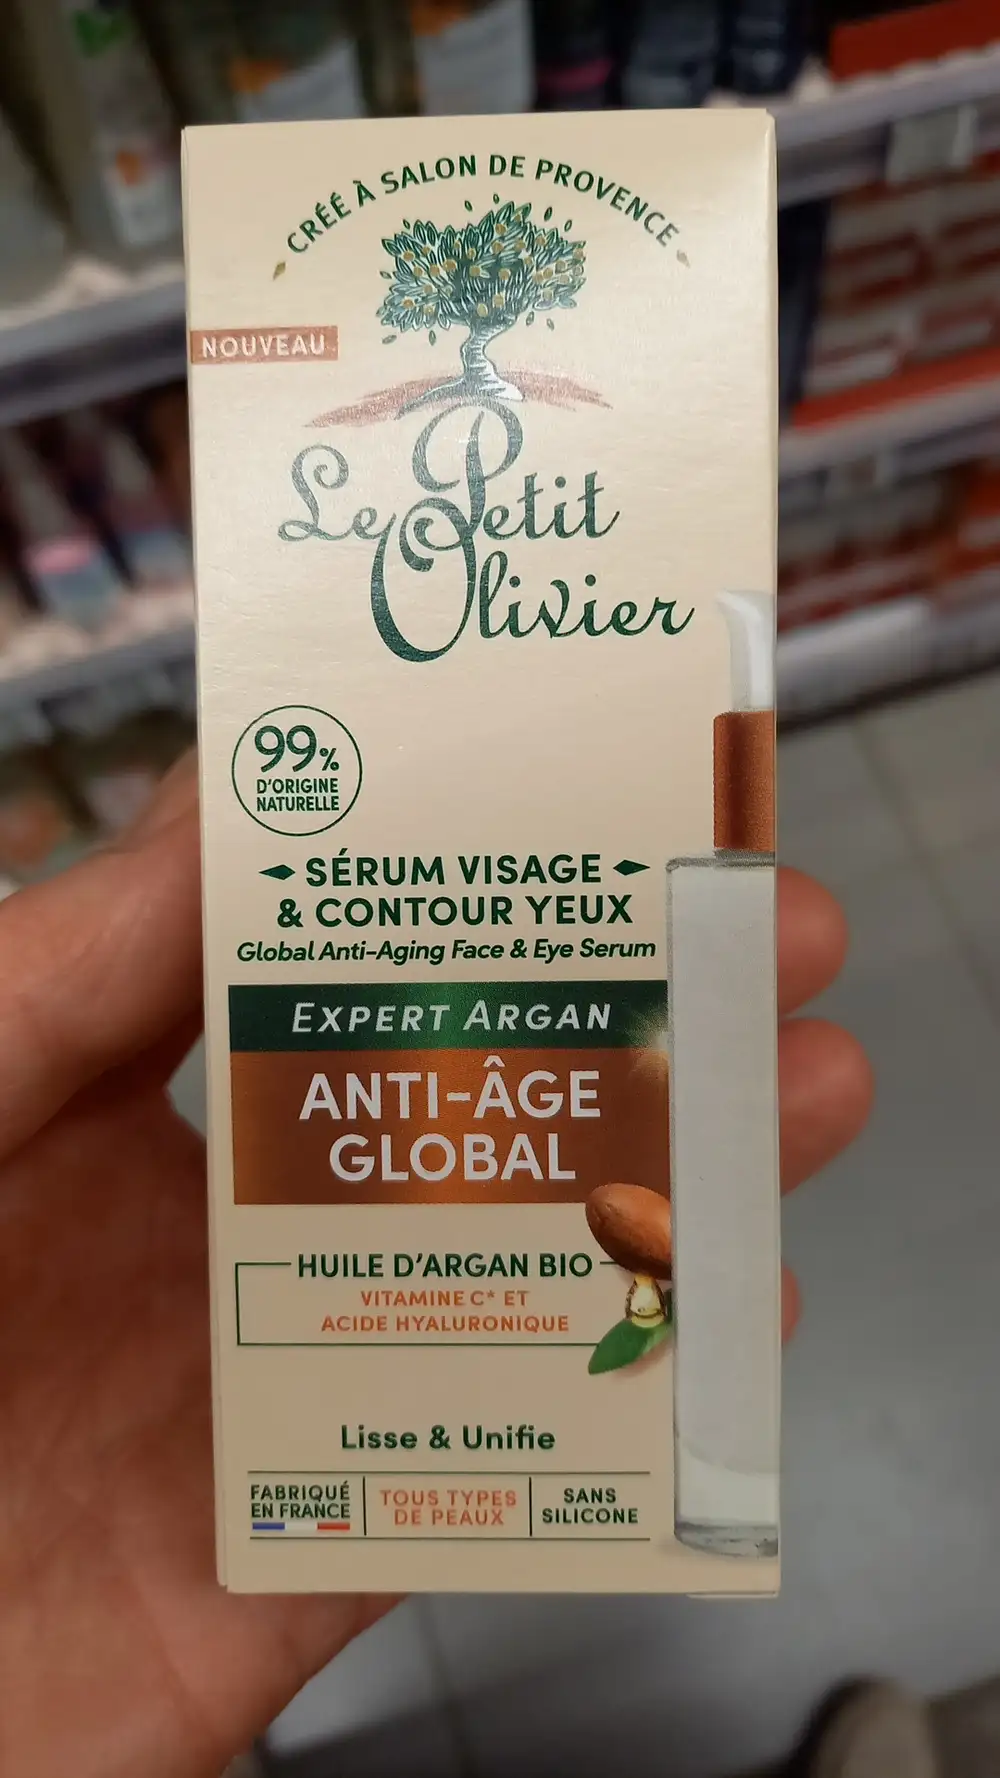 CRÉÉ À SALON DE PROVENCE
NOUVEAU
Le Petit
Olivier
99%
D'ORIGINE
NATURELLE
SÉRUM VISAGE
& CONTOUR YEUX
Global Anti-Aging Face & Eye Serum
EXPERT ARGAN
ANTI-ÂGE
GLOBAL
HUILE D'ARGAN BIO
VITAMINE C* ET
ACIDE HYALURONIQUE
Lisse & Unifie
FABRIQUÉ
EN FRANCE
TOUS TYPES
DE PEAUX
SANS
SILICONE